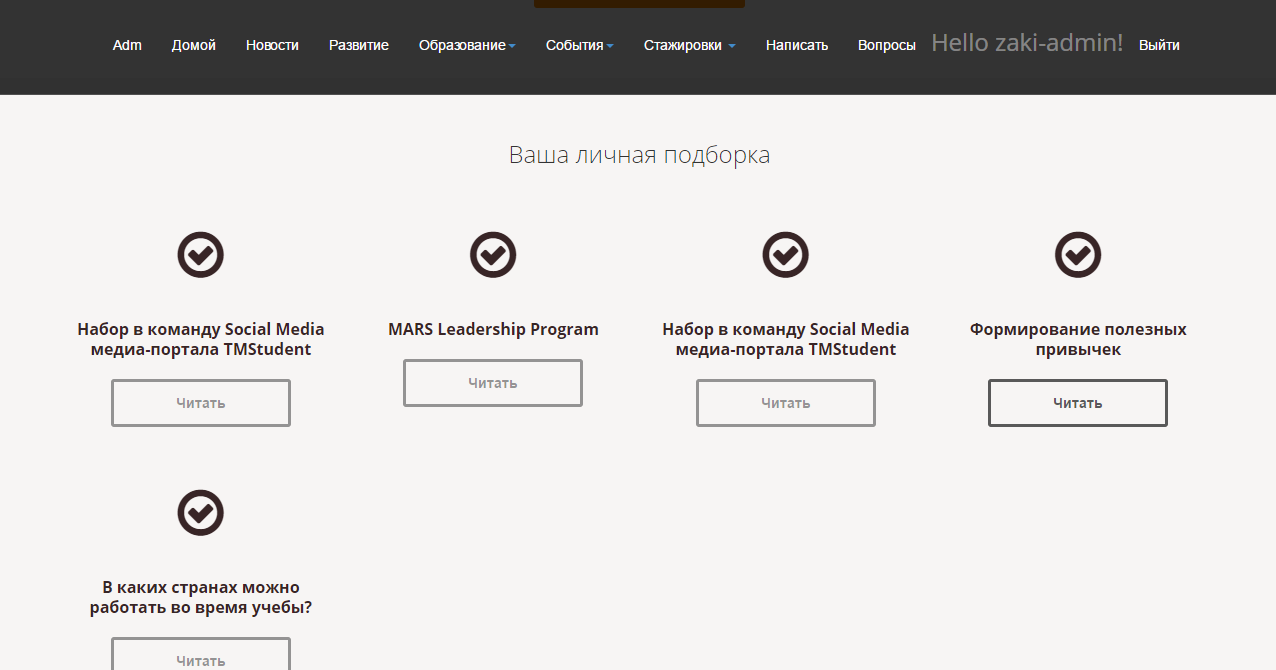 Adm Домой Новости Развитие Образование События Стажировки Написать Вопросы Hello zaki-admin! Выйти
Ваша личная подборка
Набор в команду Social Media
медиа-портала TMStudent
Читать
MARS Leadership Program
Читать
Набор в команду Social Media
медиа-портала TMStudent
Читать
Формирование полезных
привычек
Читать
В каких странах можно
работать во время учебы?
Читать